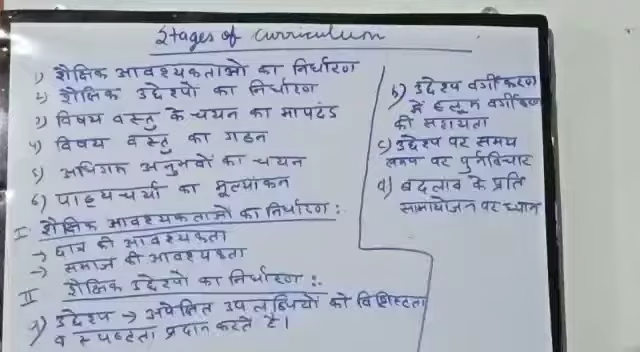 Stages of curriculum
1) शैक्षिक आवश्यकताओं का निर्धारण
2) शैक्षिक उद्देश्यों का निर्धारण
3) विषय वस्तु के चयन का मापदंड
4) विषय वस्तु का गठन
5) अधिगम अनुभवों का चयन
6) पाठ्यचर्या का मूल्यांकन
I शैक्षिक आवश्यकताओं का निर्धारण :
→ छात्र की आवश्यकता
→ समाज की आवश्यकता
II शैक्षिक उद्देश्यों का निर्धारण :
a) उद्देश्य → अपेक्षित उपलब्धियों को विशिष्टता
व स्पष्टता प्रदान करते है।
b) उद्देश्य वर्गीकरण
में ब्लूम वर्गीकरण
की सहायता
c) उद्देश्य पर समय
समय पर पुर्नविचार
d) बदलाव के प्रति
सामायोजन पर ध्यान